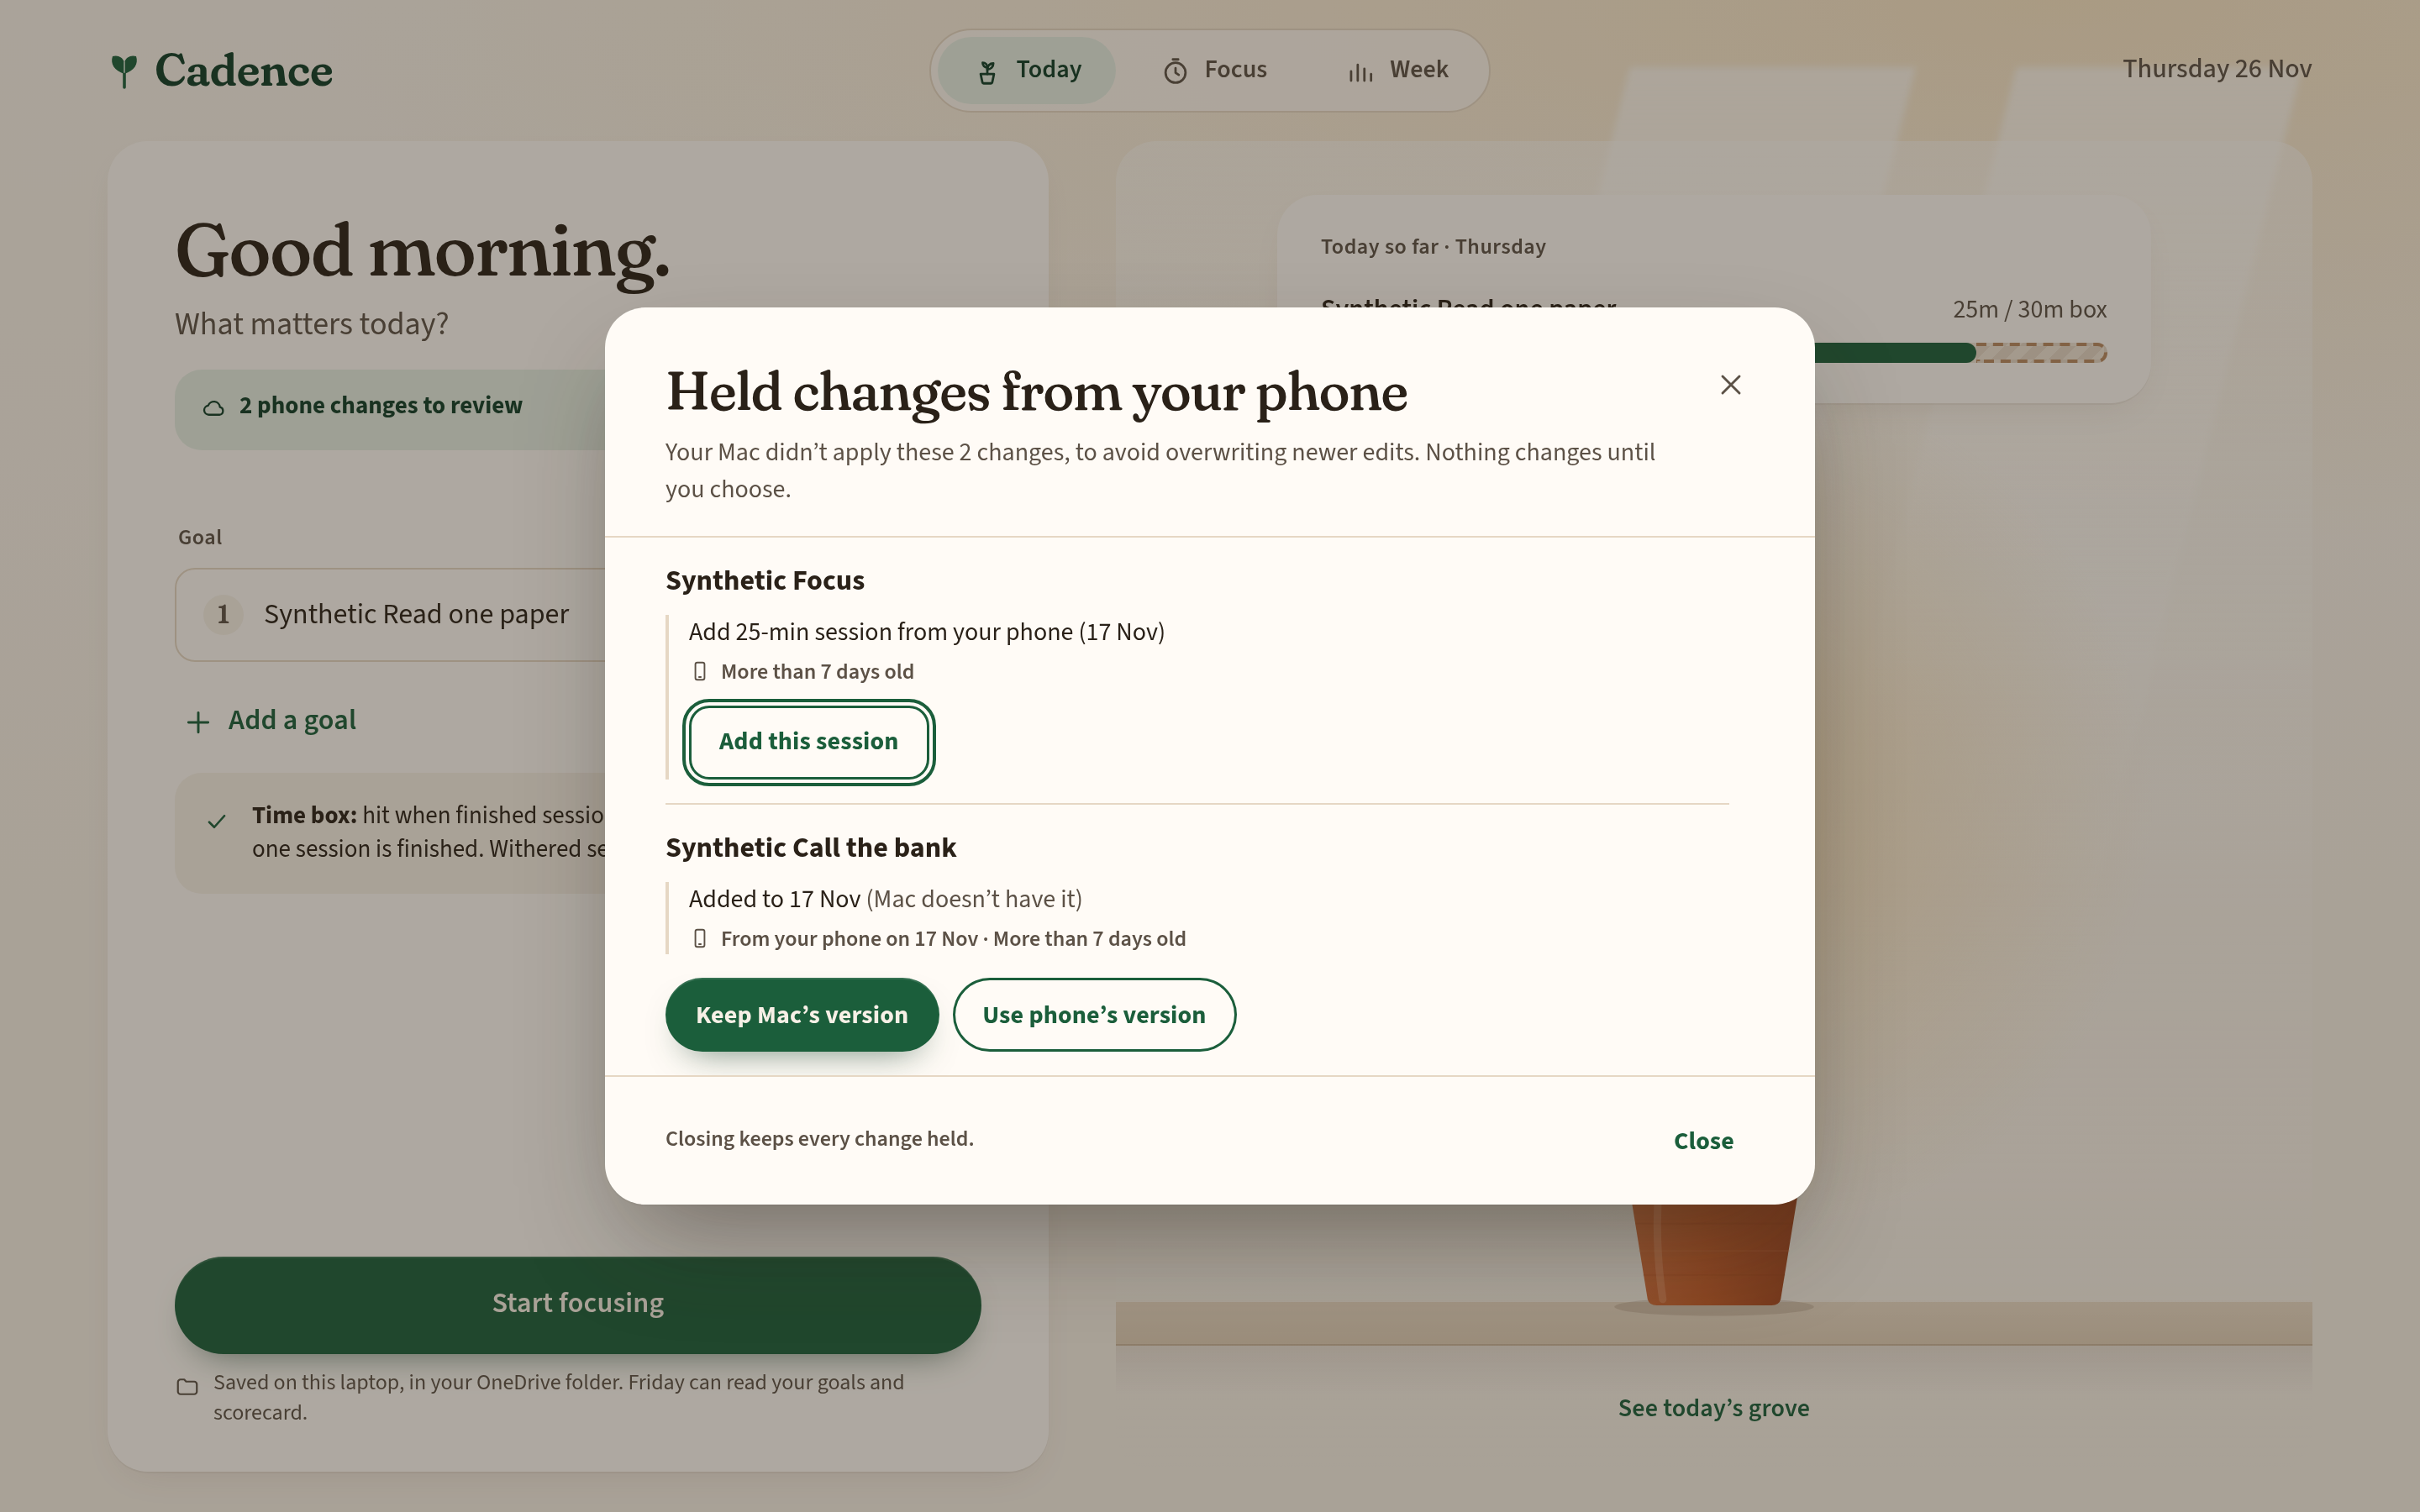 Cadence
Today
Focus
Week
Thursday 26 Nov
Good morning.
What matters today?
2 phone changes to review
Goal
1
Synthetic Read one paper
Add a goal
Time box: hit when finished sessio
one session is finished. Withered se
Start focusing
Saved on this laptop, in your OneDrive folder. Friday can read your goals and
scorecard.
Today so far · Thursday
Synthetic Read one paper
25m / 30m box
Held changes from your phone
Your Mac didn’t apply these 2 changes, to avoid overwriting newer edits. Nothing changes until
you choose.
Synthetic Focus
Add 25-min session from your phone (17 Nov)
More than 7 days old
Add this session
Synthetic Call the bank
Added to 17 Nov (Mac doesn’t have it)
From your phone on 17 Nov · More than 7 days old
Keep Mac’s version
Use phone’s version
Closing keeps every change held.
Close
See today’s grove